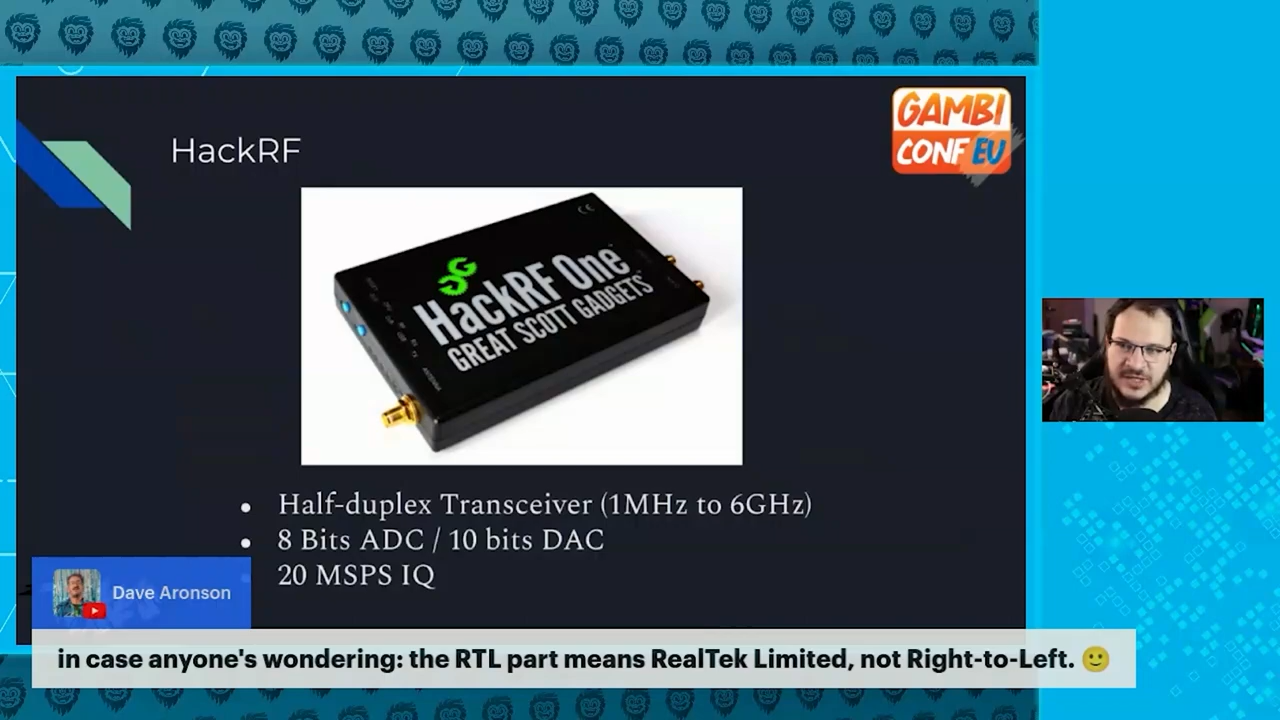 HackRF
GAMBI
CONF EU
HackRF One
GREAT SCOTT GADGETS
Half-duplex Transceiver (1MHz to 6GHz)
8 Bits ADC / 10 bits DAC
20 MSPS IQ
Dave Aronson
in case anyone's wondering: the RTL part means RealTek Limited, not Right-to-Left. 🙂